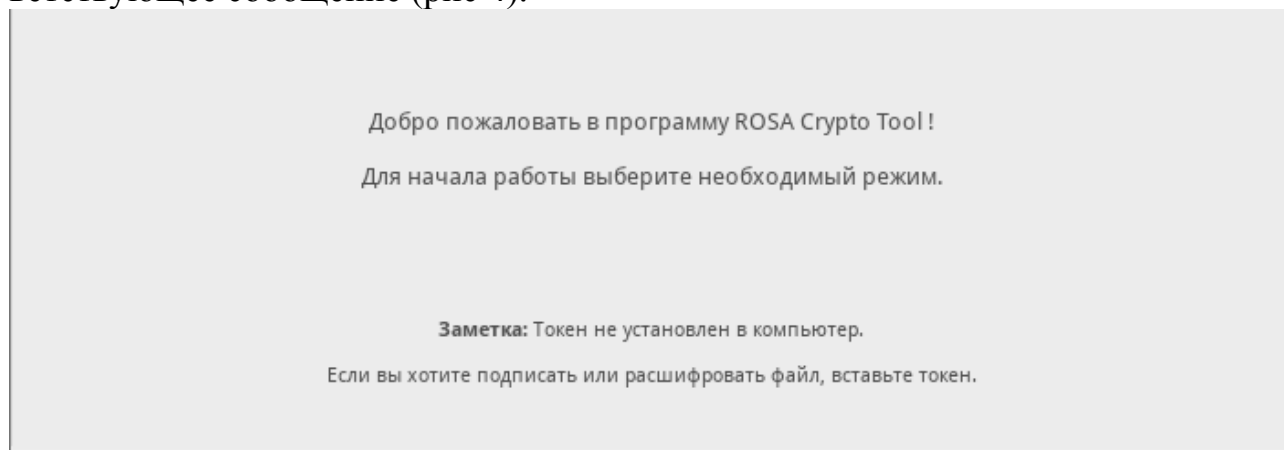 Добро пожаловать в программу ROSA Crypto Tool !
Для начала работы выберите необходимый режим.
Заметка: Токен не установлен в компьютер.
Если вы хотите подписать или расшифровать файл, вставьте токен.